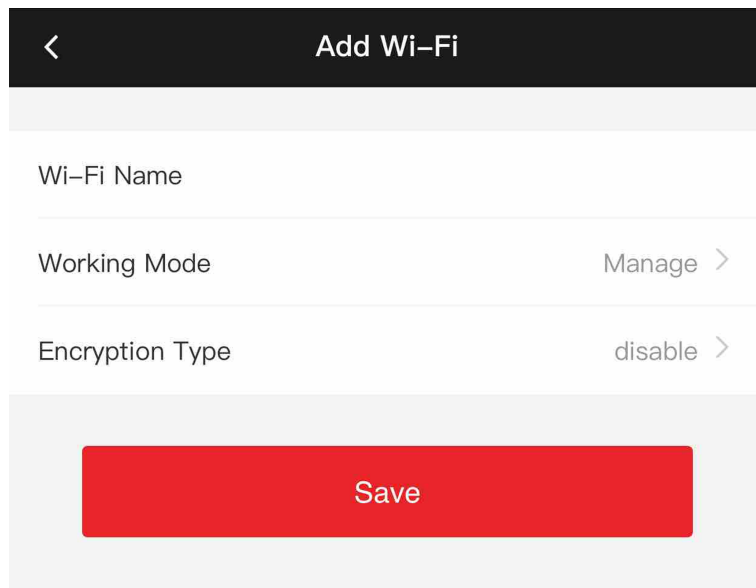 Add Wi-Fi
Wi-Fi Name
Working Mode Manage
Encryption Type disable
Save